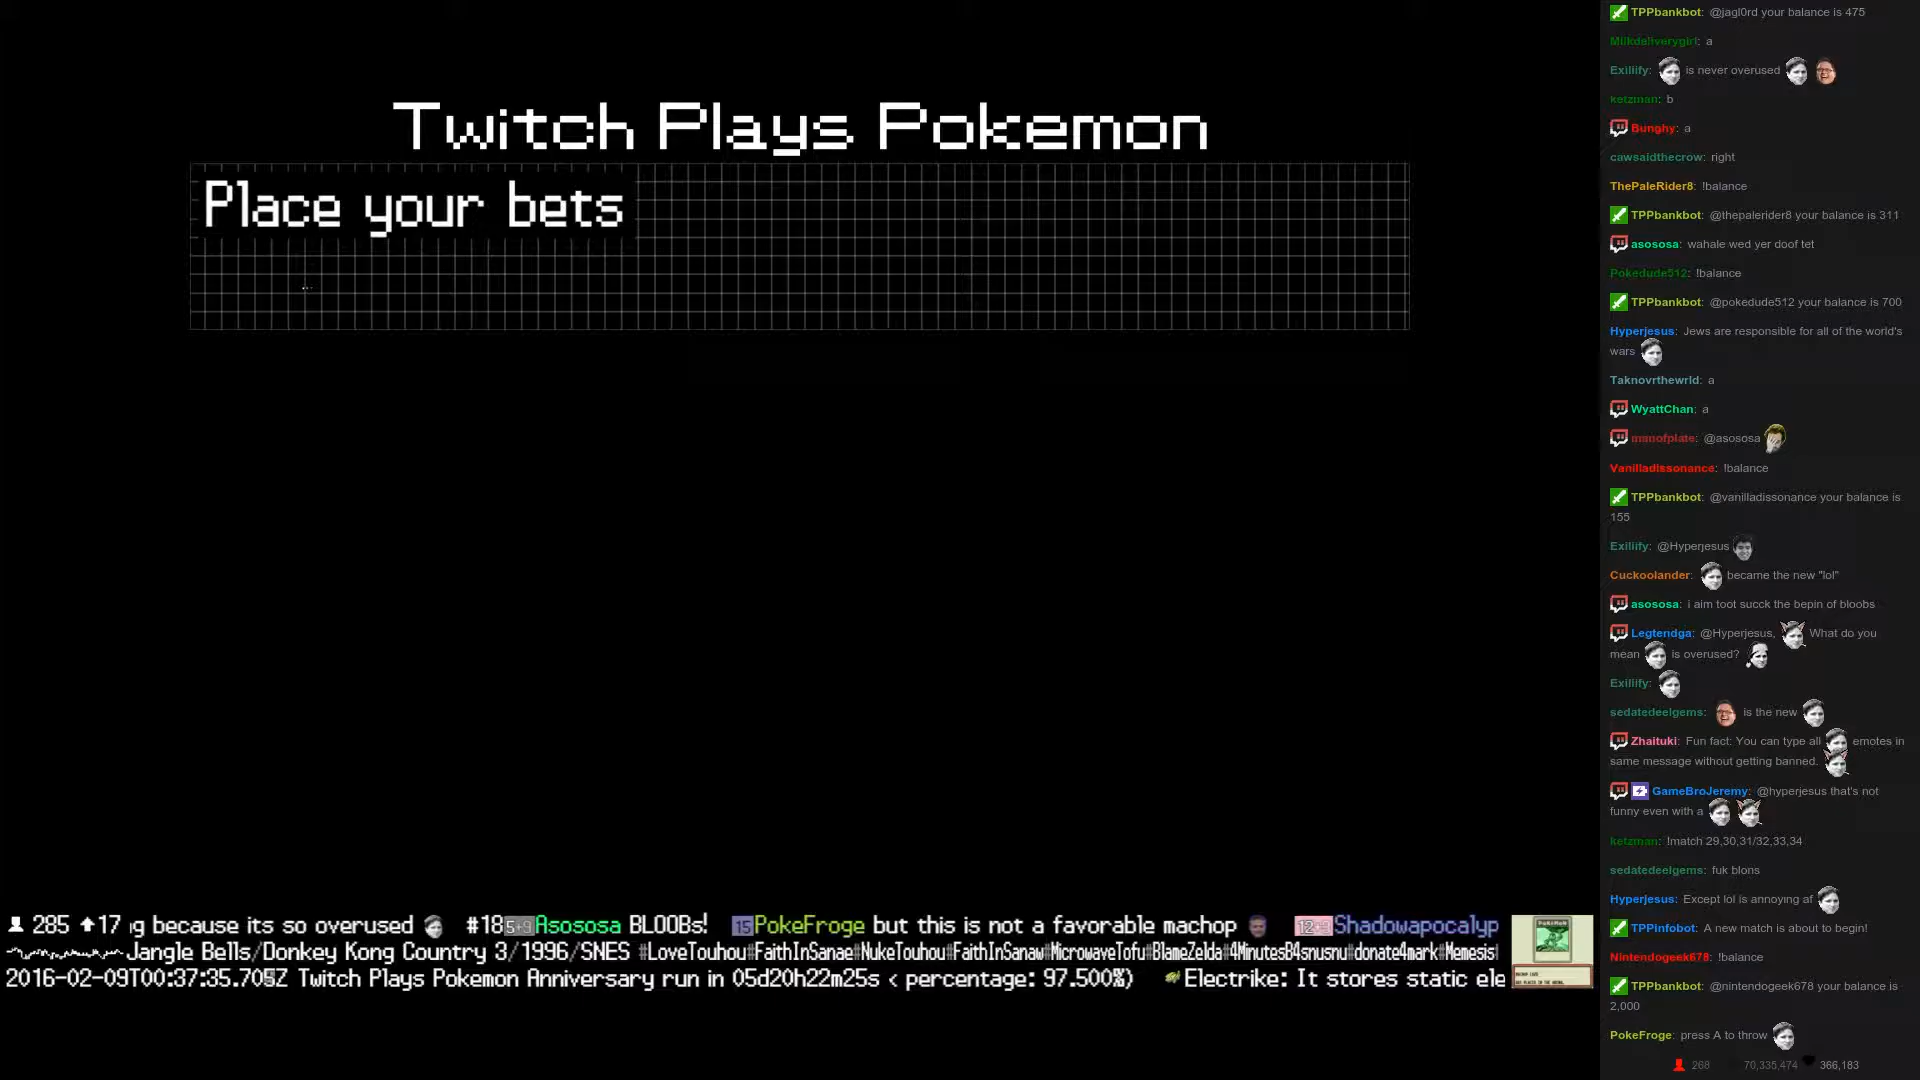 Twitch Plays Pokemon
Place your bets
285 17 g because its so overused #18 5+9 Asososa BLOOBs! 15 PokeFroge but this is not a favorable machop Shadowapocalyp
Jangle Bells/Donkey Kong Country 3/1996/SNES #LoveTouhou#FaithInSanae#NukeTouhou#FaithInSanaw#MicrowaveTofu#BlameZelda#4MinutesB4snusnu#donate4mark#Memesis
2016-02-09T00:37:35.705Z Twitch Plays Pokemon Anniversary run in 05d20h22m25s < percentage: 97.500%) Electrike: It stores static ele
TPPbankbot: @jagl0rd your balance is 475
Milkdeliverygirl: a
Exiliify: is never overused
ketzman: b
Bunghy: a
cawsaidthecrow: right
ThePaleRider8: !balance
TPPbankbot: @thepalerider8 your balance is 311
asososa: wahale wed yer doof tet
Pokedude512: !balance
TPPbankbot: @pokedude512 your balance is 700
Hyperjesus: Jews are responsible for all of the world's
wars
Taknovrthewrld: a
WyattChan: a
manofplate: @asososa
Vanilladissonance: !balance
TPPbankbot: @vanilladissonance your balance is
155
Exiliify: @Hyperjesus
Cuckoolander: became the new "lol"
asososa: i aim toot succk the bepin of bloobs
Legtendga: @Hyperjesus, What do you
mean is overused?
Exiliify:
sedatedeelgems: is the new
Zhaituki: Fun fact: You can type all emotes in
same message without getting banned.
GameBroJeremy: @hyperjesus that's not
funny even with a
ketzman: !match 29,30,31/32,33,34
sedatedeelgems: fuk blons
Hyperjesus: Except lol is annoying af
TPPinfobot: A new match is about to begin!
Nintendogeek678: !balance
TPPbankbot: @nintendogeek678 your balance is
2,000
PokeFroge: press A to throw
268 70,335,474 366,183